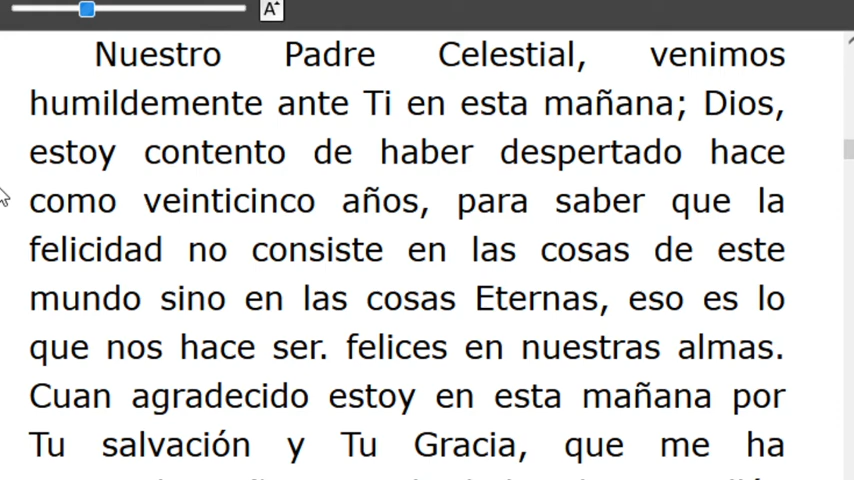 A
Nuestro Padre Celestial, venimos
humildemente ante Ti en esta mañana; Dios,
estoy contento de haber despertado hace
como veinticinco años, para saber que la
felicidad no consiste en las cosas de este
mundo sino en las cosas Eternas, eso es lo
que nos hace ser. felices en nuestras almas.
Cuan agradecido estoy en esta mañana por
Tu salvación y Tu Gracia, que me ha